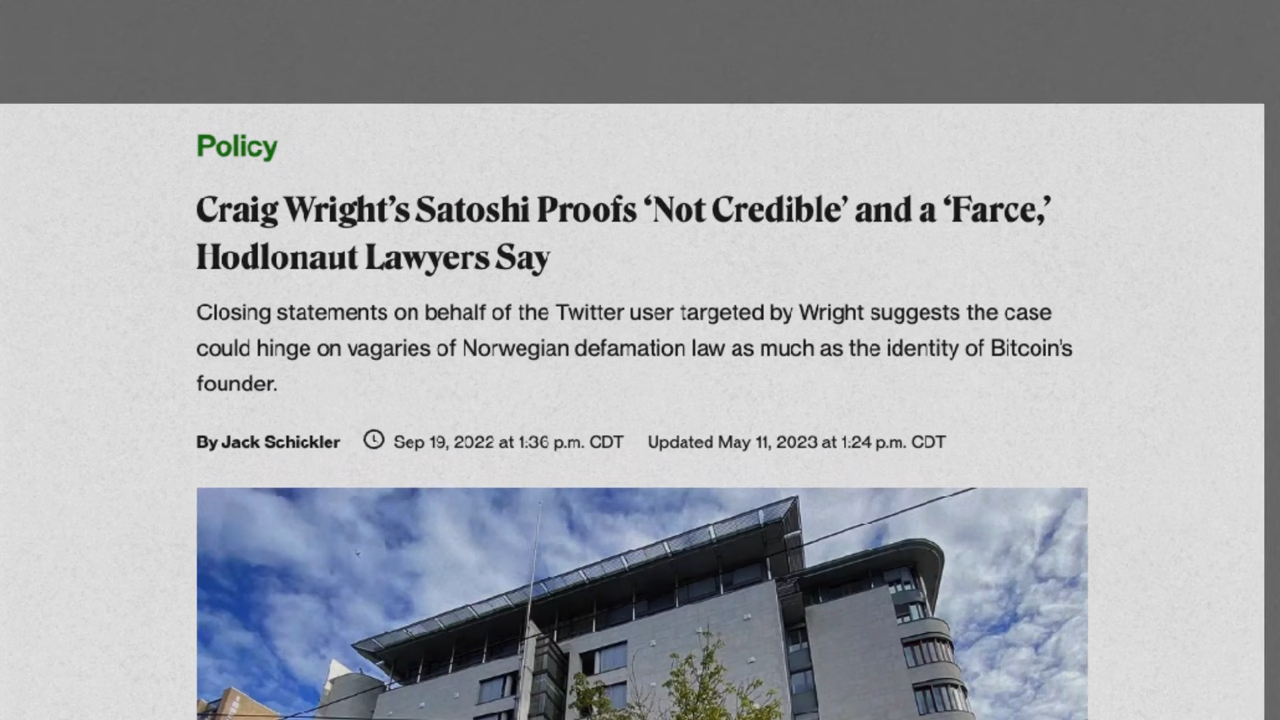 Policy
Craig Wright’s Satoshi Proofs ‘Not Credible’ and a ‘Farce,’
Hodlonaut Lawyers Say
Closing statements on behalf of the Twitter user targeted by Wright suggests the case
could hinge on vagaries of Norwegian defamation law as much as the identity of Bitcoin's
founder.
By Jack Schickler Sep 19, 2022 at 1:36 p.m. CDT Updated May 11, 2023 at 1:24 p.m. CDT